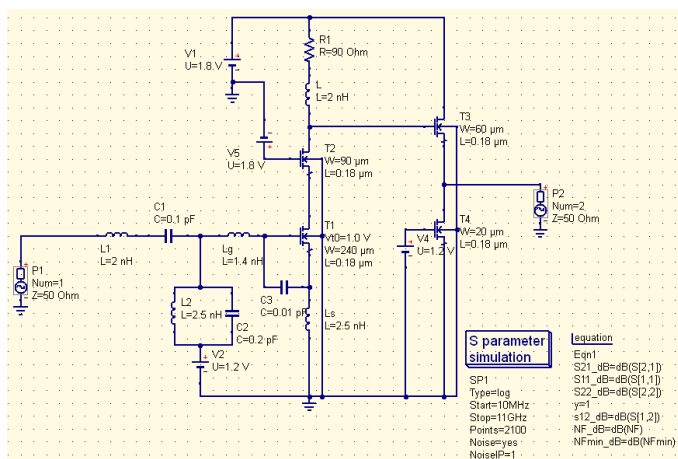 R1
R=90 Ohm
V1
U=1.8 V
L
L=2 nH
T3
W=60 µm
L=0.18 µm
V5
U=1.8 V
T2
W=90 µm
L=0.18 µm
P2
Num=2
Z=50 Ohm
C1
C=0.1 pF
T1
Vt0=1.0 V
W=240 µm
L=0.18 µm
T4
W=20 µm
L=0.18 µm
V4
U=1.2 V
L1
L=2 nH
Lg
L=1.4 nH
P1
Num=1
Z=50 Ohm
L2
L=2.5 nH
C2
C=0.2 pF
C3
C=0.01 pF
Ls
L=2.5 nH
V2
U=1.2 V
S parameter
simulation
SP1
Type=log
Start=10MHz
Stop=11GHz
Points=2100
Noise=yes
NoiseIP=1
equation
Eqn1
S21_dB=dB(S[2,1])
S11_dB=dB(S[1,1])
S22_dB=dB(S[2,2])
y=1
s12_dB=dB(S[1,2])
NF_dB=dB(NF)
NFmin_dB=dB(NFmin)